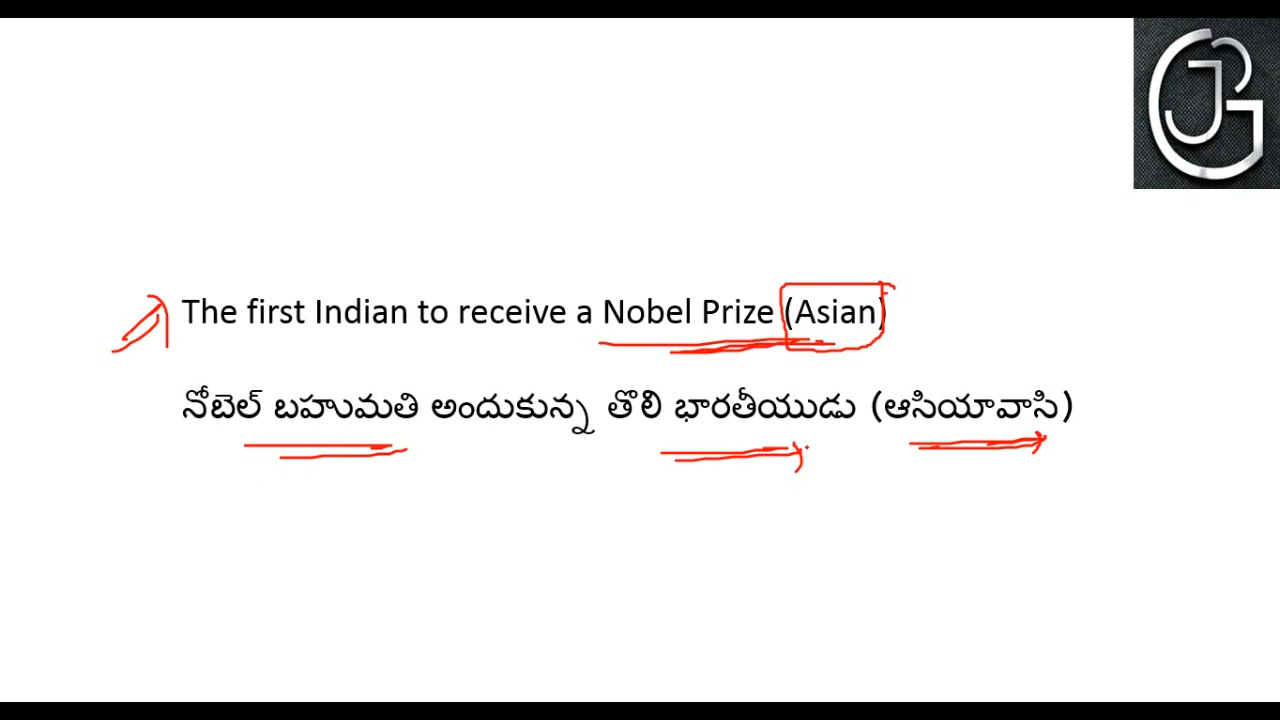 The first Indian to receive a Nobel Prize (Asian)
నోబెల్ బహుమతి అందుకున్న తొలి భారతీయుడు (ఆసియావాసి)